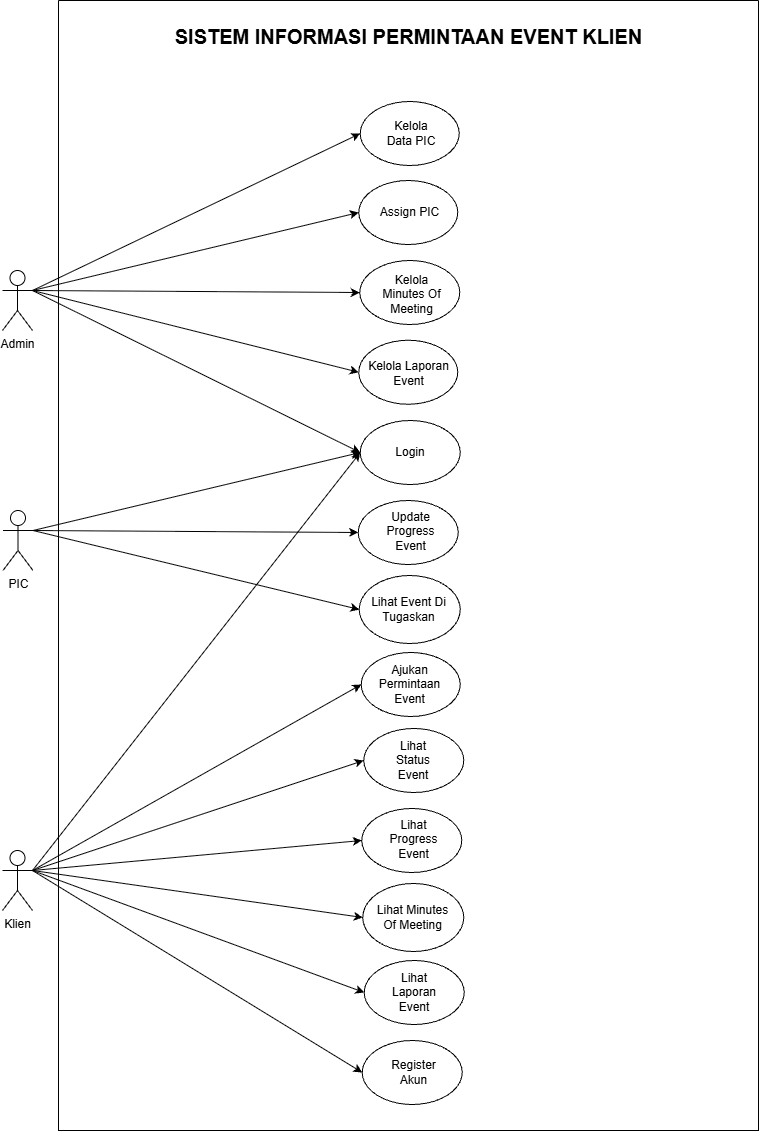 SISTEM INFORMASI PERMINTAAN EVENT KLIEN
Kelola
Data PIC
Assign PIC
Kelola
Minutes Of
Meeting
Admin
Kelola Laporan
Event
Login
Update
Progress
Event
PIC
Lihat Event Di
Tugaskan
Ajukan
Permintaan
Event
Lihat
Status
Event
Lihat
Progress
Event
Klien
Lihat Minutes
Of Meeting
Lihat
Laporan
Event
Register
Akun